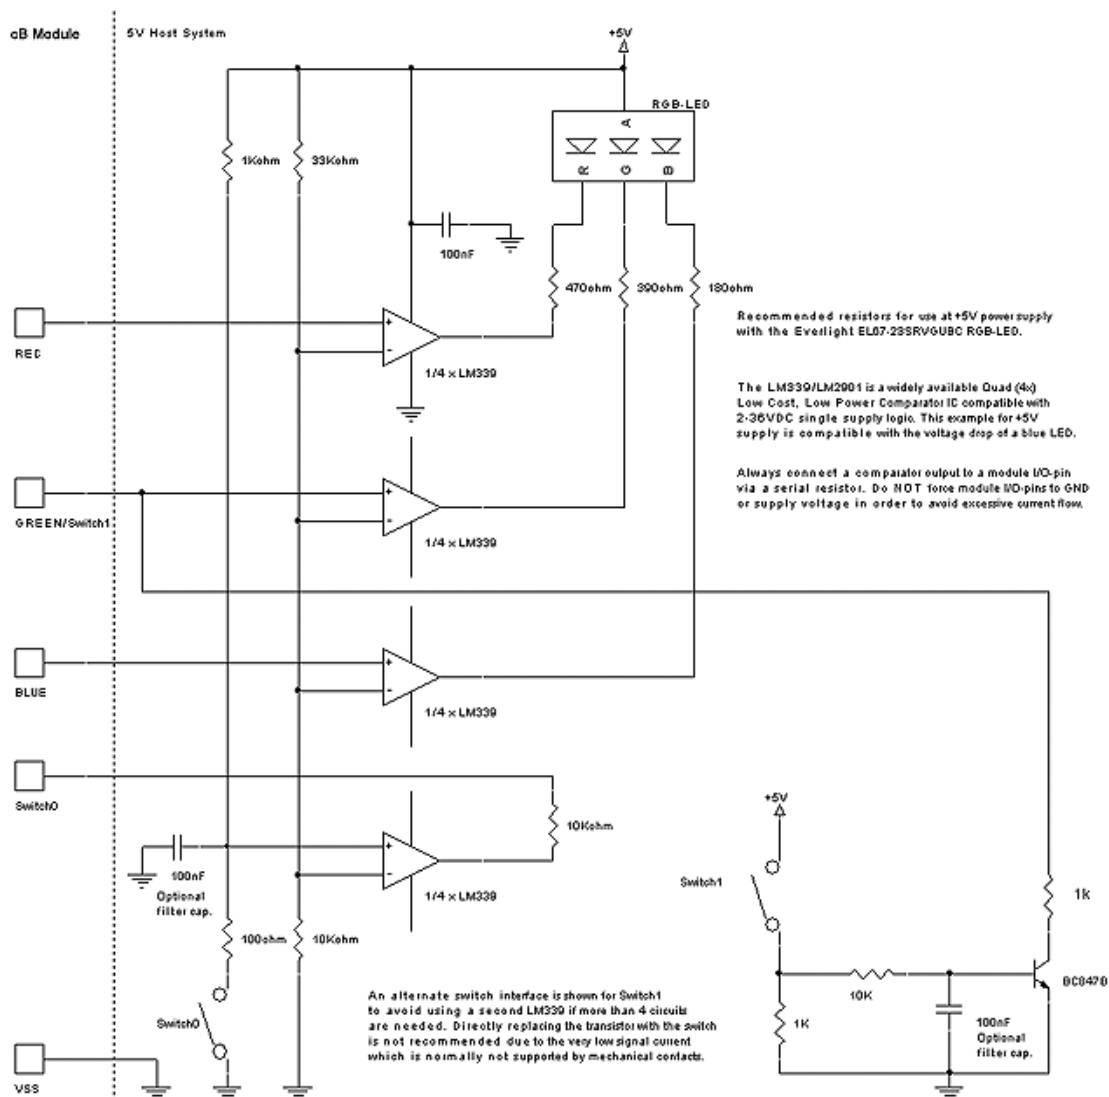 cB Module
5V Host System
+5V
RGB-LED
A
R
G
B
1Kohm
33Kohm
100nF
470ohm
390ohm
180ohm
RED
+
-
1/4 x LM339
Recommended resistors for use at +5V power supply
with the Everlight EL67-23SRVGUBC RGB-LED.
The LM339/LM2901 is a widely available Quad (4x)
Low Cost, Low Power Comparator IC compatible with
2-36VDC single supply logic. This example for +5V
supply is compatible with the voltage drop of a blue LED.
Always connect a comparator output to a module I/O-pin
via a serial resistor. Do NOT force module I/O-pins to GND
or supply voltage in order to avoid excessive current flow.
GREEN/Switch1
+
-
1/4 x LM339
BLUE
+
-
1/4 x LM339
Switch0
10Kohm
+
-
1/4 x LM339
100nF
Optional
filter cap.
100ohm
10Kohm
Switch0
VSS
An alternate switch interface is shown for Switch1
to avoid using a second LM339 if more than 4 circuits
are needed. Directly replacing the transistor with the switch
is not recommended due to the very low signal current
which is normally not supported by mechanical contacts.
+5V
Switch1
1k
10K
BC847B
1K
100nF
Optional
filter cap.